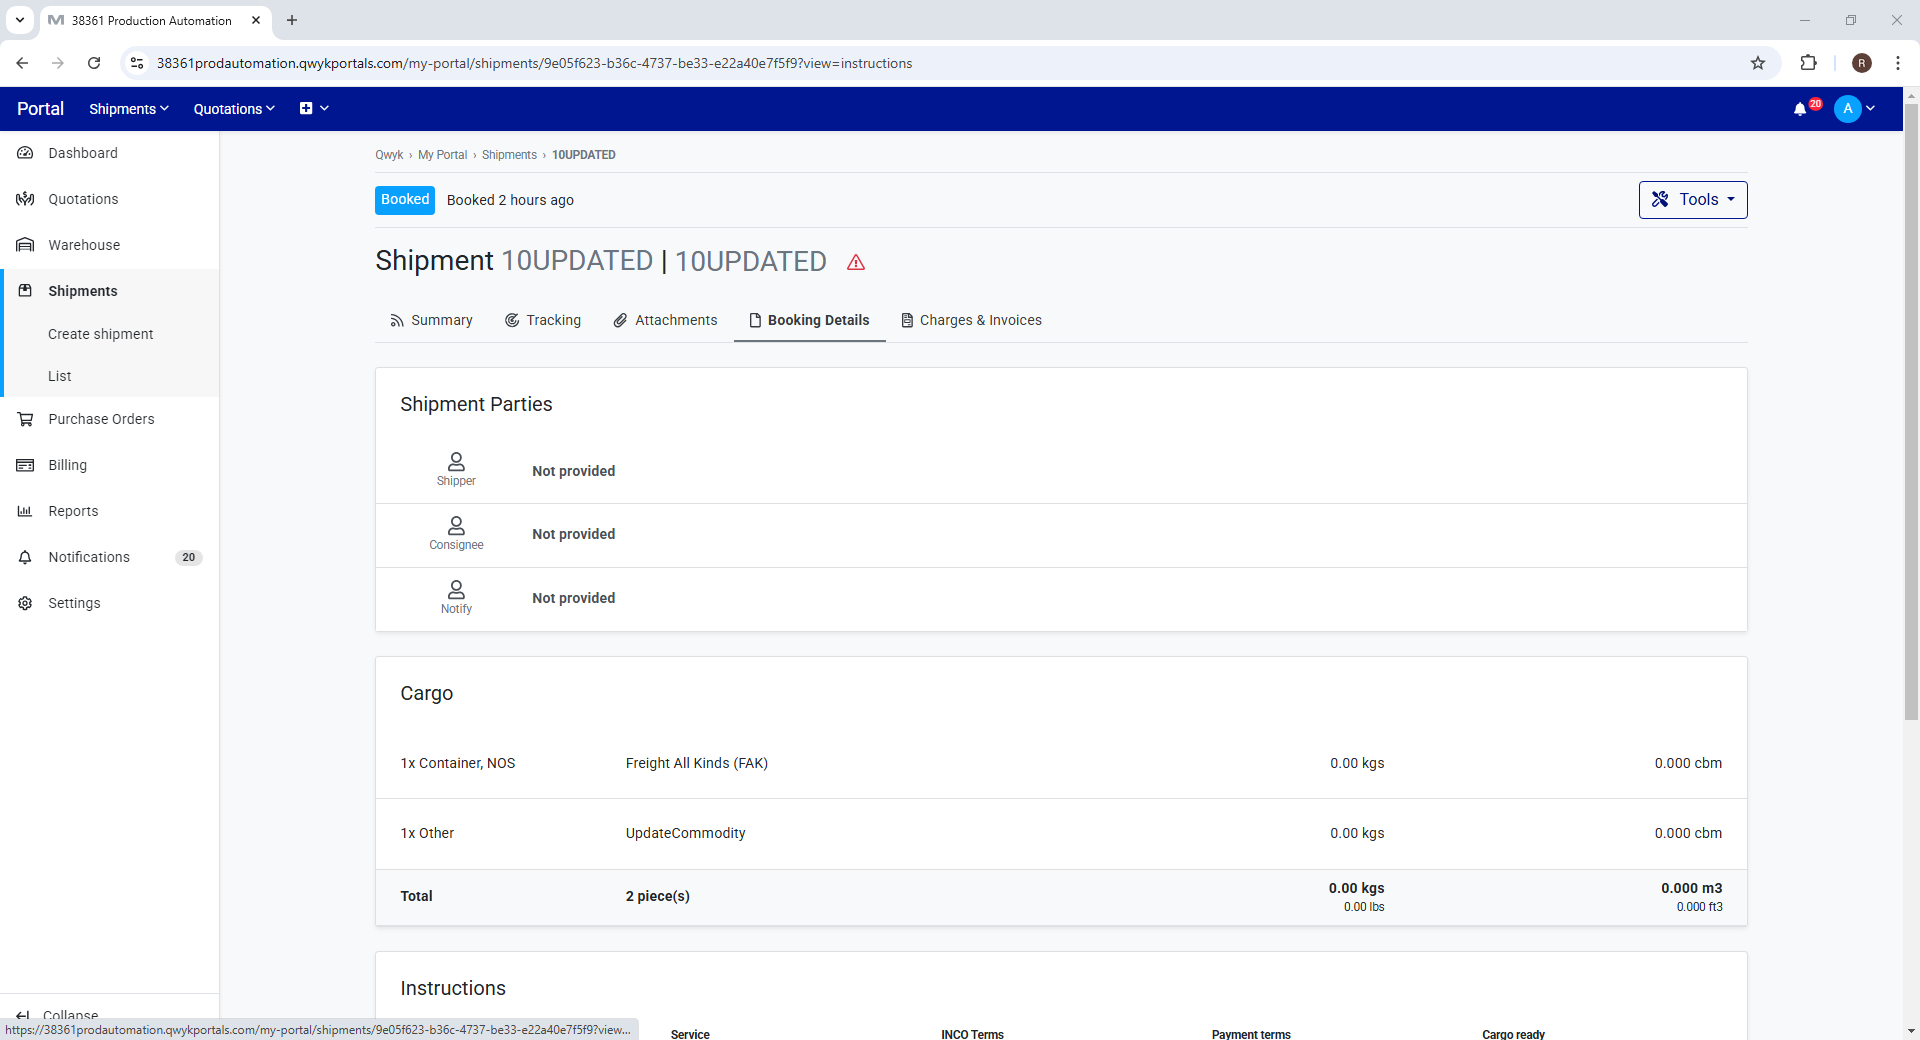 38361 Production Automation
38361prodautomation.qwykportals.com/my-portal/shipments/9e05f623-b36c-4737-be33-e22a40e7f5f9?view=instructions
R
Portal Shipments Quotations 20 A
Dashboard
Quotations
Warehouse
Shipments
Create shipment
List
Purchase Orders
Billing
Reports
Notifications 20
Settings
Collapse
https://38361prodautomation.qwykportals.com/my-portal/shipments/9e05f623-b36c-4737-be33-e22a40e7f5f9?view...
Qwyk › My Portal › Shipments › 10UPDATED
Booked Booked 2 hours ago Tools
Shipment 10UPDATED | 10UPDATED
Summary Tracking Attachments Booking Details Charges & Invoices
Shipment Parties
Shipper Not provided
Consignee Not provided
Notify Not provided
Cargo
1x Container, NOS Freight All Kinds (FAK) 0.00 kgs 0.000 cbm
1x Other UpdateCommodity 0.00 kgs 0.000 cbm
Total 2 piece(s) 0.00 kgs 0.000 m3
0.00 lbs 0.000 ft3
Instructions
Service INCO Terms Payment terms Cargo ready